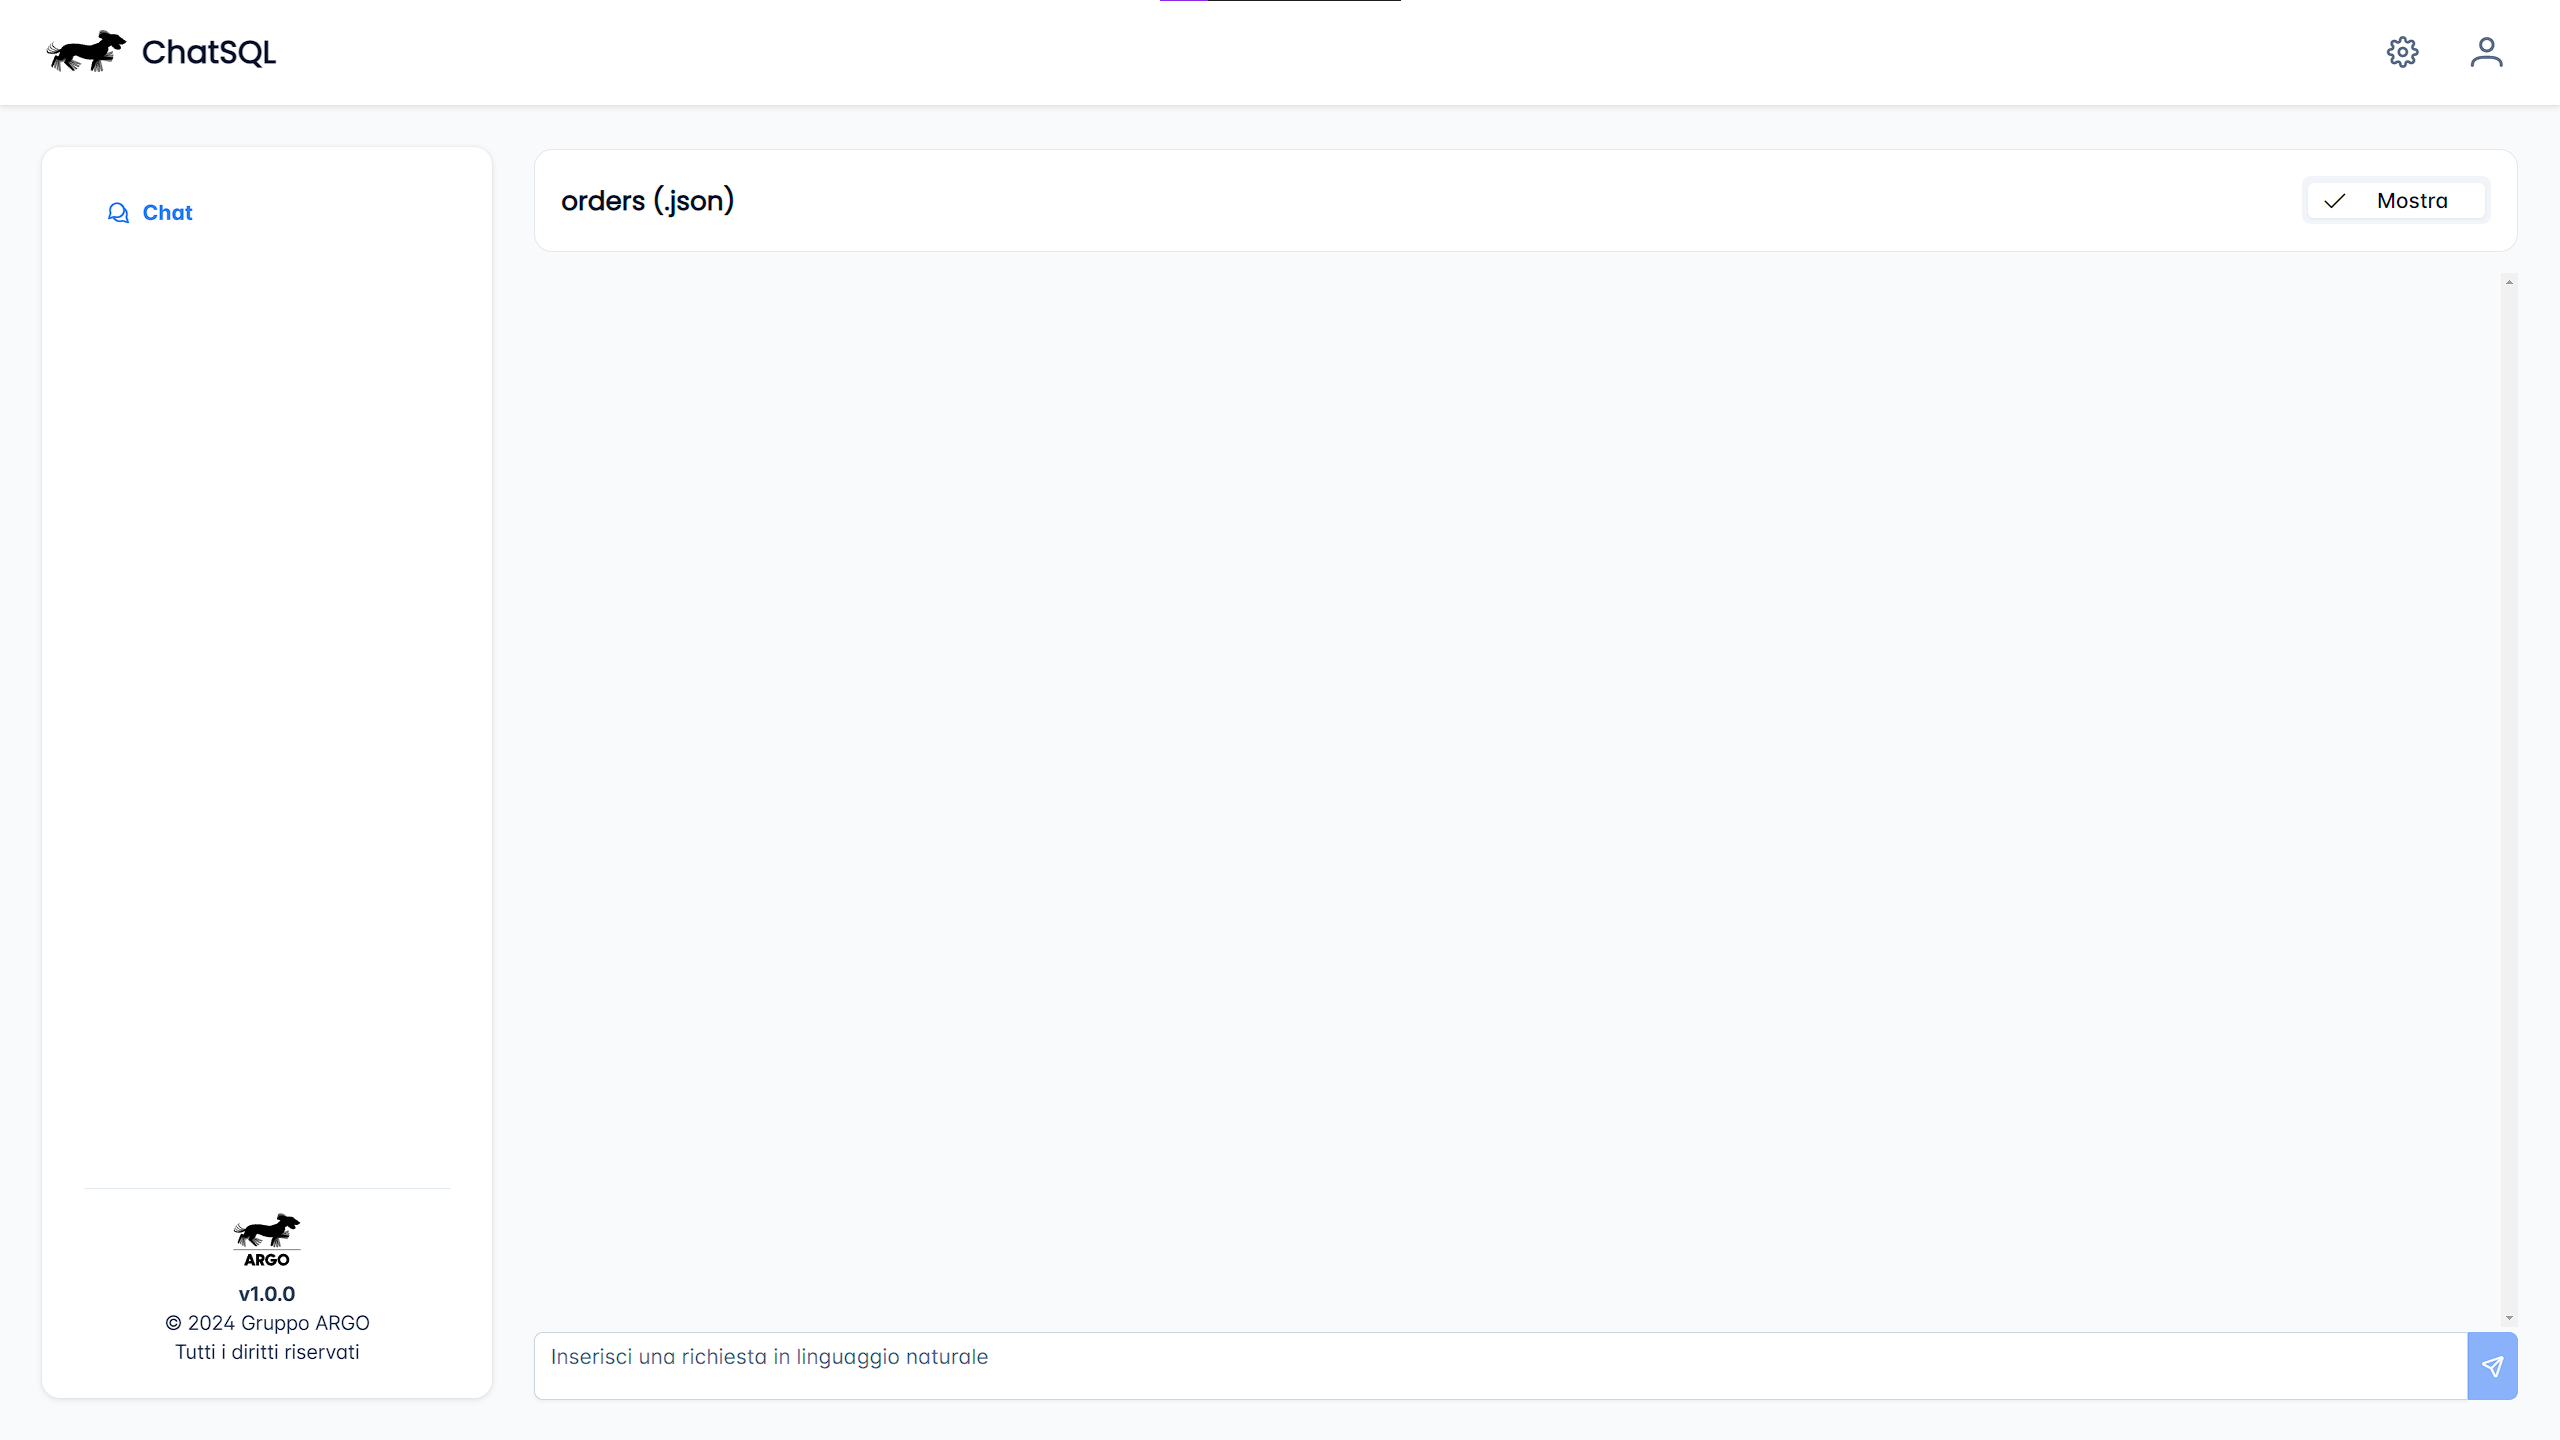 ChatSQL
Chat
orders (.json)
Mostra
ARGO
v1.0.0
© 2024 Gruppo ARGO
Tutti i diritti riservati
Inserisci una richiesta in linguaggio naturale